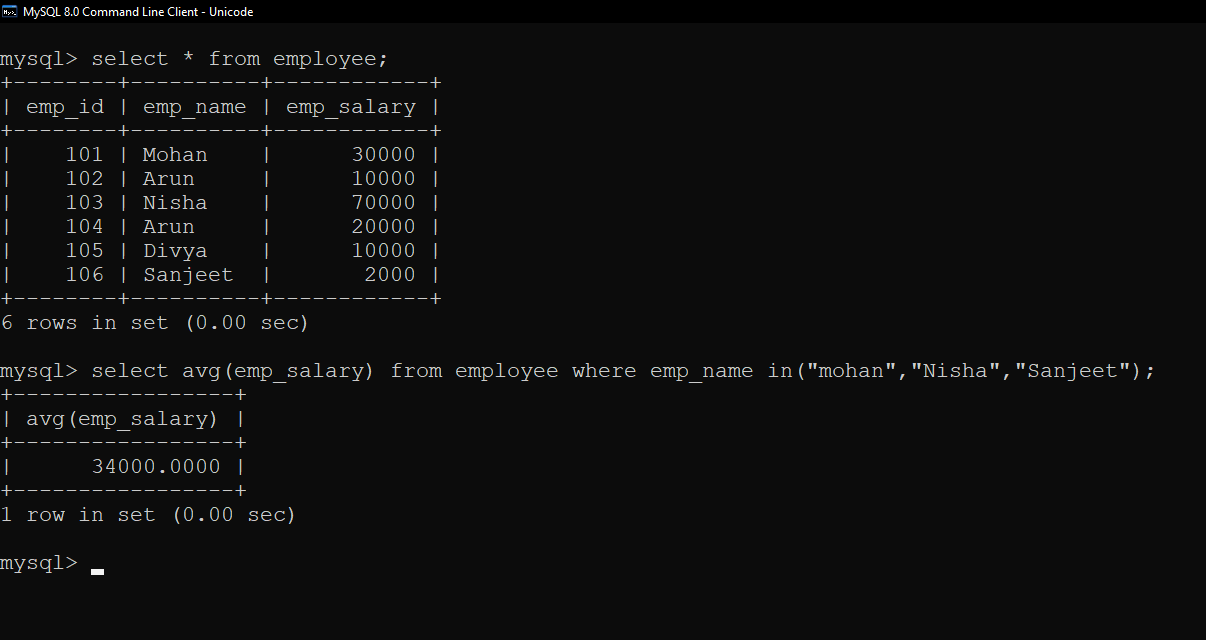 MySQL 8.0 Command Line Client - Unicode
mysql> select * from employee;
+--------+----------+------------+
| emp_id | emp_name | emp_salary |
+--------+----------+------------+
|    101 | Mohan    |      30000 |
|    102 | Arun     |      10000 |
|    103 | Nisha    |      70000 |
|    104 | Arun     |      20000 |
|    105 | Divya    |      10000 |
|    106 | Sanjeet  |       2000 |
+--------+----------+------------+
6 rows in set (0.00 sec)
mysql> select avg(emp_salary) from employee where emp_name in("mohan","Nisha","Sanjeet");
+-----------------+
| avg(emp_salary) |
+-----------------+
|      34000.0000 |
+-----------------+
1 row in set (0.00 sec)
mysql>